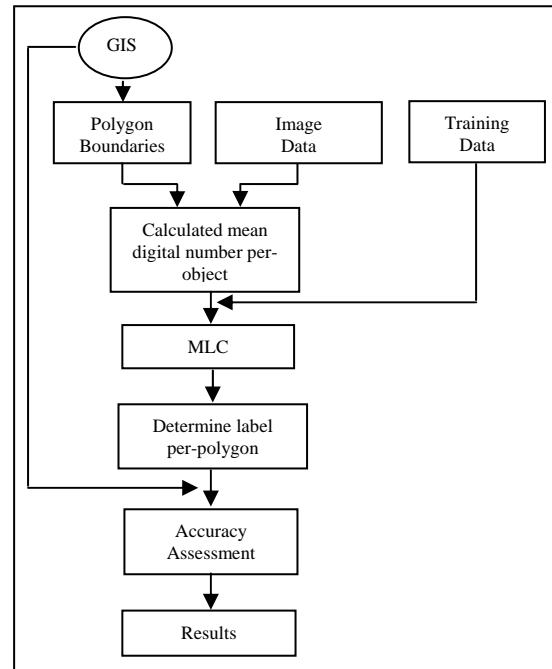 GIS
Polygon
Boundaries
Image
Data
Training
Data
Calculated mean
digital number per-
object
MLC
Determine label
per-polygon
Accuracy
Assessment
Results